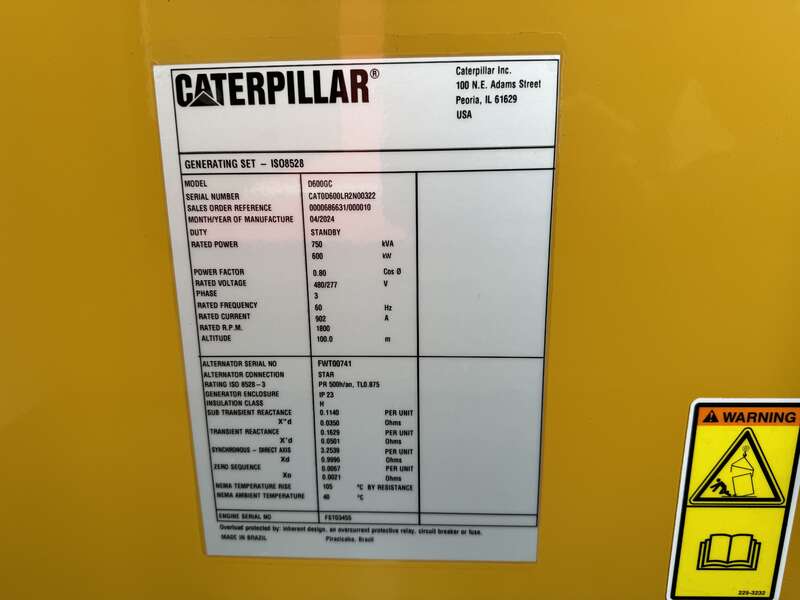 CATERPILLAR®
Caterpillar Inc.
100 N.E. Adams Street
Peoria, IL 61629
USA
GENERATING SET - ISO8528
MODEL D600GC
SERIAL NUMBER CAT0D600LR2N00322
SALES ORDER REFERENCE 0000686631/000010
MONTH/YEAR OF MANUFACTURE 04/2024
DUTY STANDBY
RATED POWER 750 kVA
600 kW
POWER FACTOR 0.80 Cos Ø
RATED VOLTAGE 480/277 V
PHASE 3
RATED FREQUENCY 60 Hz
RATED CURRENT 902 A
RATED R.P.M. 1800
ALTITUDE 100.0 m
ALTERNATOR SERIAL NO FWT00741
ALTERNATOR CONNECTION STAR
RATING ISO 8528-3 PR 500h/an, TL0.875
GENERATOR ENCLOSURE IP 23
INSULATION CLASS H
SUB TRANSIENT REACTANCE 0.1140 PER UNIT
X"d 0.0350 Ohms
TRANSIENT REACTANCE 0.1629 PER UNIT
X'd 0.0501 Ohms
SYNCHRONOUS - DIRECT AXIS 3.2539 PER UNIT
Xd 0.9996 Ohms
ZERO SEQUENCE 0.0067 PER UNIT
Xo 0.0021 Ohms
NEMA TEMPERATURE RISE 105 °C BY RESISTANCE
NEMA AMBIENT TEMPERATURE 40 °C
ENGINE SERIAL NO F6T03455
Overload protected by: inherent design, an overcurrent protective relay, circuit breaker or fuse.
MADE IN BRAZIL Piracicaba, Brazil
WARNING
229-3232